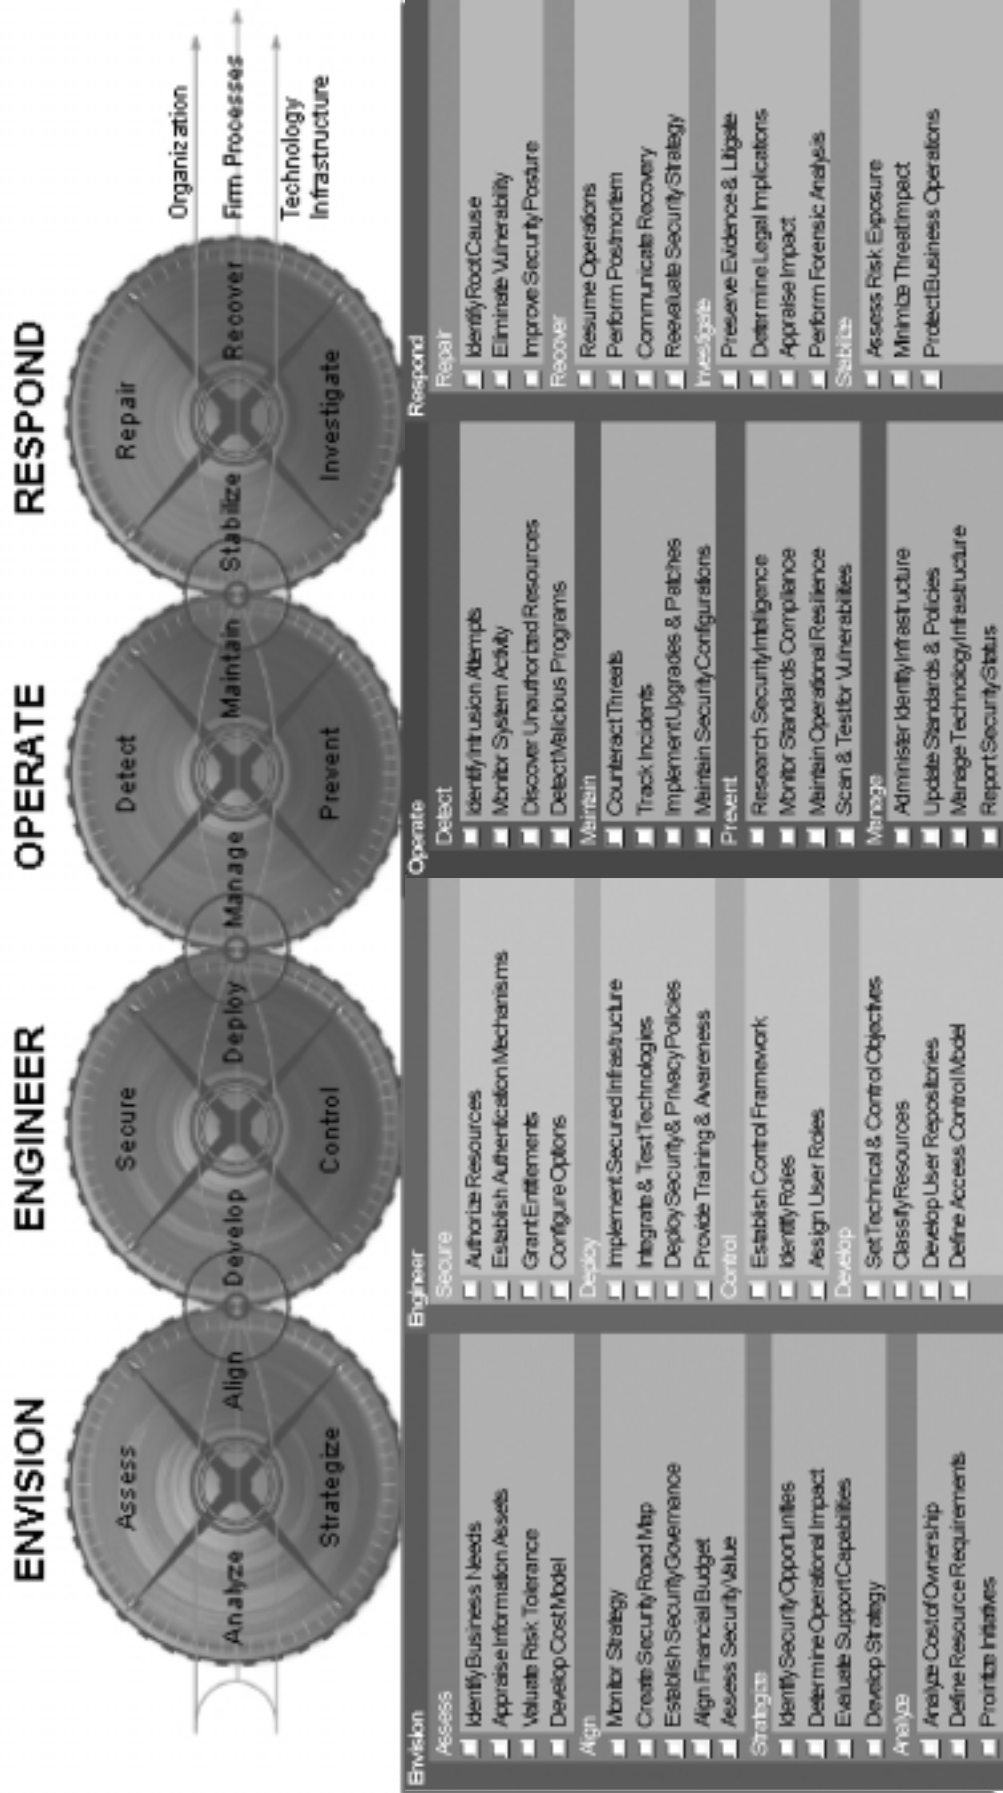 ENVISION
ENGINEER
OPERATE
RESPOND
Assess
Analyze
Align
Strategize
Secure
Develop
Deploy
Control
Detect
Manage
Maintain
Prevent
Repair
Stabilize
Recover
Investigate
Organization
Firm Processes
Technology
Infrastructure
Envision
Assess
Identify Business Needs
Appraise Information Assets
Valuate Risk Tolerance
Develop Cost Model
Align
Monitor Strategy
Create Security Road Map
Establish Security Governance
Align Financial Budget
Assess Security Value
Strategize
Identify Security Opportunities
Determine Operational Impact
Evaluate Support Capabilities
Develop Strategy
Analyze
Analyze Cost of Ownership
Define Resource Requirements
Prioritize Initiatives
Engineer
Secure
Authorize Resources
Establish Authentication Mechanisms
Grant Entitlements
Configure Options
Deploy
Implement Secured Infrastructure
Integrate & Test Technologies
Deploy Security & Privacy Policies
Provide Training & Awareness
Control
Establish Control Framework
Identify Roles
Assign User Roles
Develop
Set Technical & Control Objectives
Classify Resources
Develop User Repositories
Define Access Control Model
Operate
Detect
Identify Intrusion Attempts
Monitor System Activity
Discover Unauthorized Resources
Detect Malicious Programs
Maintain
Counteract Threats
Track Incidents
Implement Upgrades & Patches
Maintain Security Configurations
Prevent
Research Security Intelligence
Monitor Standards Compliance
Maintain Operational Resilience
Scan & Test for Vulnerabilities
Manage
Administer Identity Infrastructure
Update Standards & Policies
Manage Technology Infrastructure
Report Security Status
Respond
Repair
Identify Root Cause
Eliminate Vulnerability
Improve Security Posture
Recover
Resume Operations
Perform Postmortem
Communicate Recovery
Reevaluate Security Strategy
Investigate
Preserve Evidence & Litigate
Determine Legal Implications
Appraise Impact
Perform Forensic Analysis
Stabilize
Assess Risk Exposure
Minimize Threat Impact
Protect Business Operations